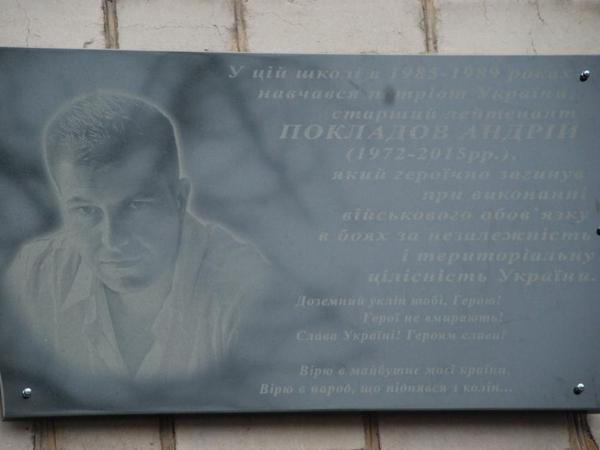 У цій школі в 1985-1989 роках
навчався патріот України,
старший лейтенант
ПОКЛАДОВ АНДРІЙ
(1972-2015рр.),
який героїчно загинув
при виконанні
військового обов`язку
в боях за незалежність
і територіальну
цілісність України.
Доземний уклін тобі, Герою!
Герої не вмирають!
Слава Україні! Героям слава!
Вірю в майбутнє моєї країни,
Вірю в народ, що піднявся з колін...